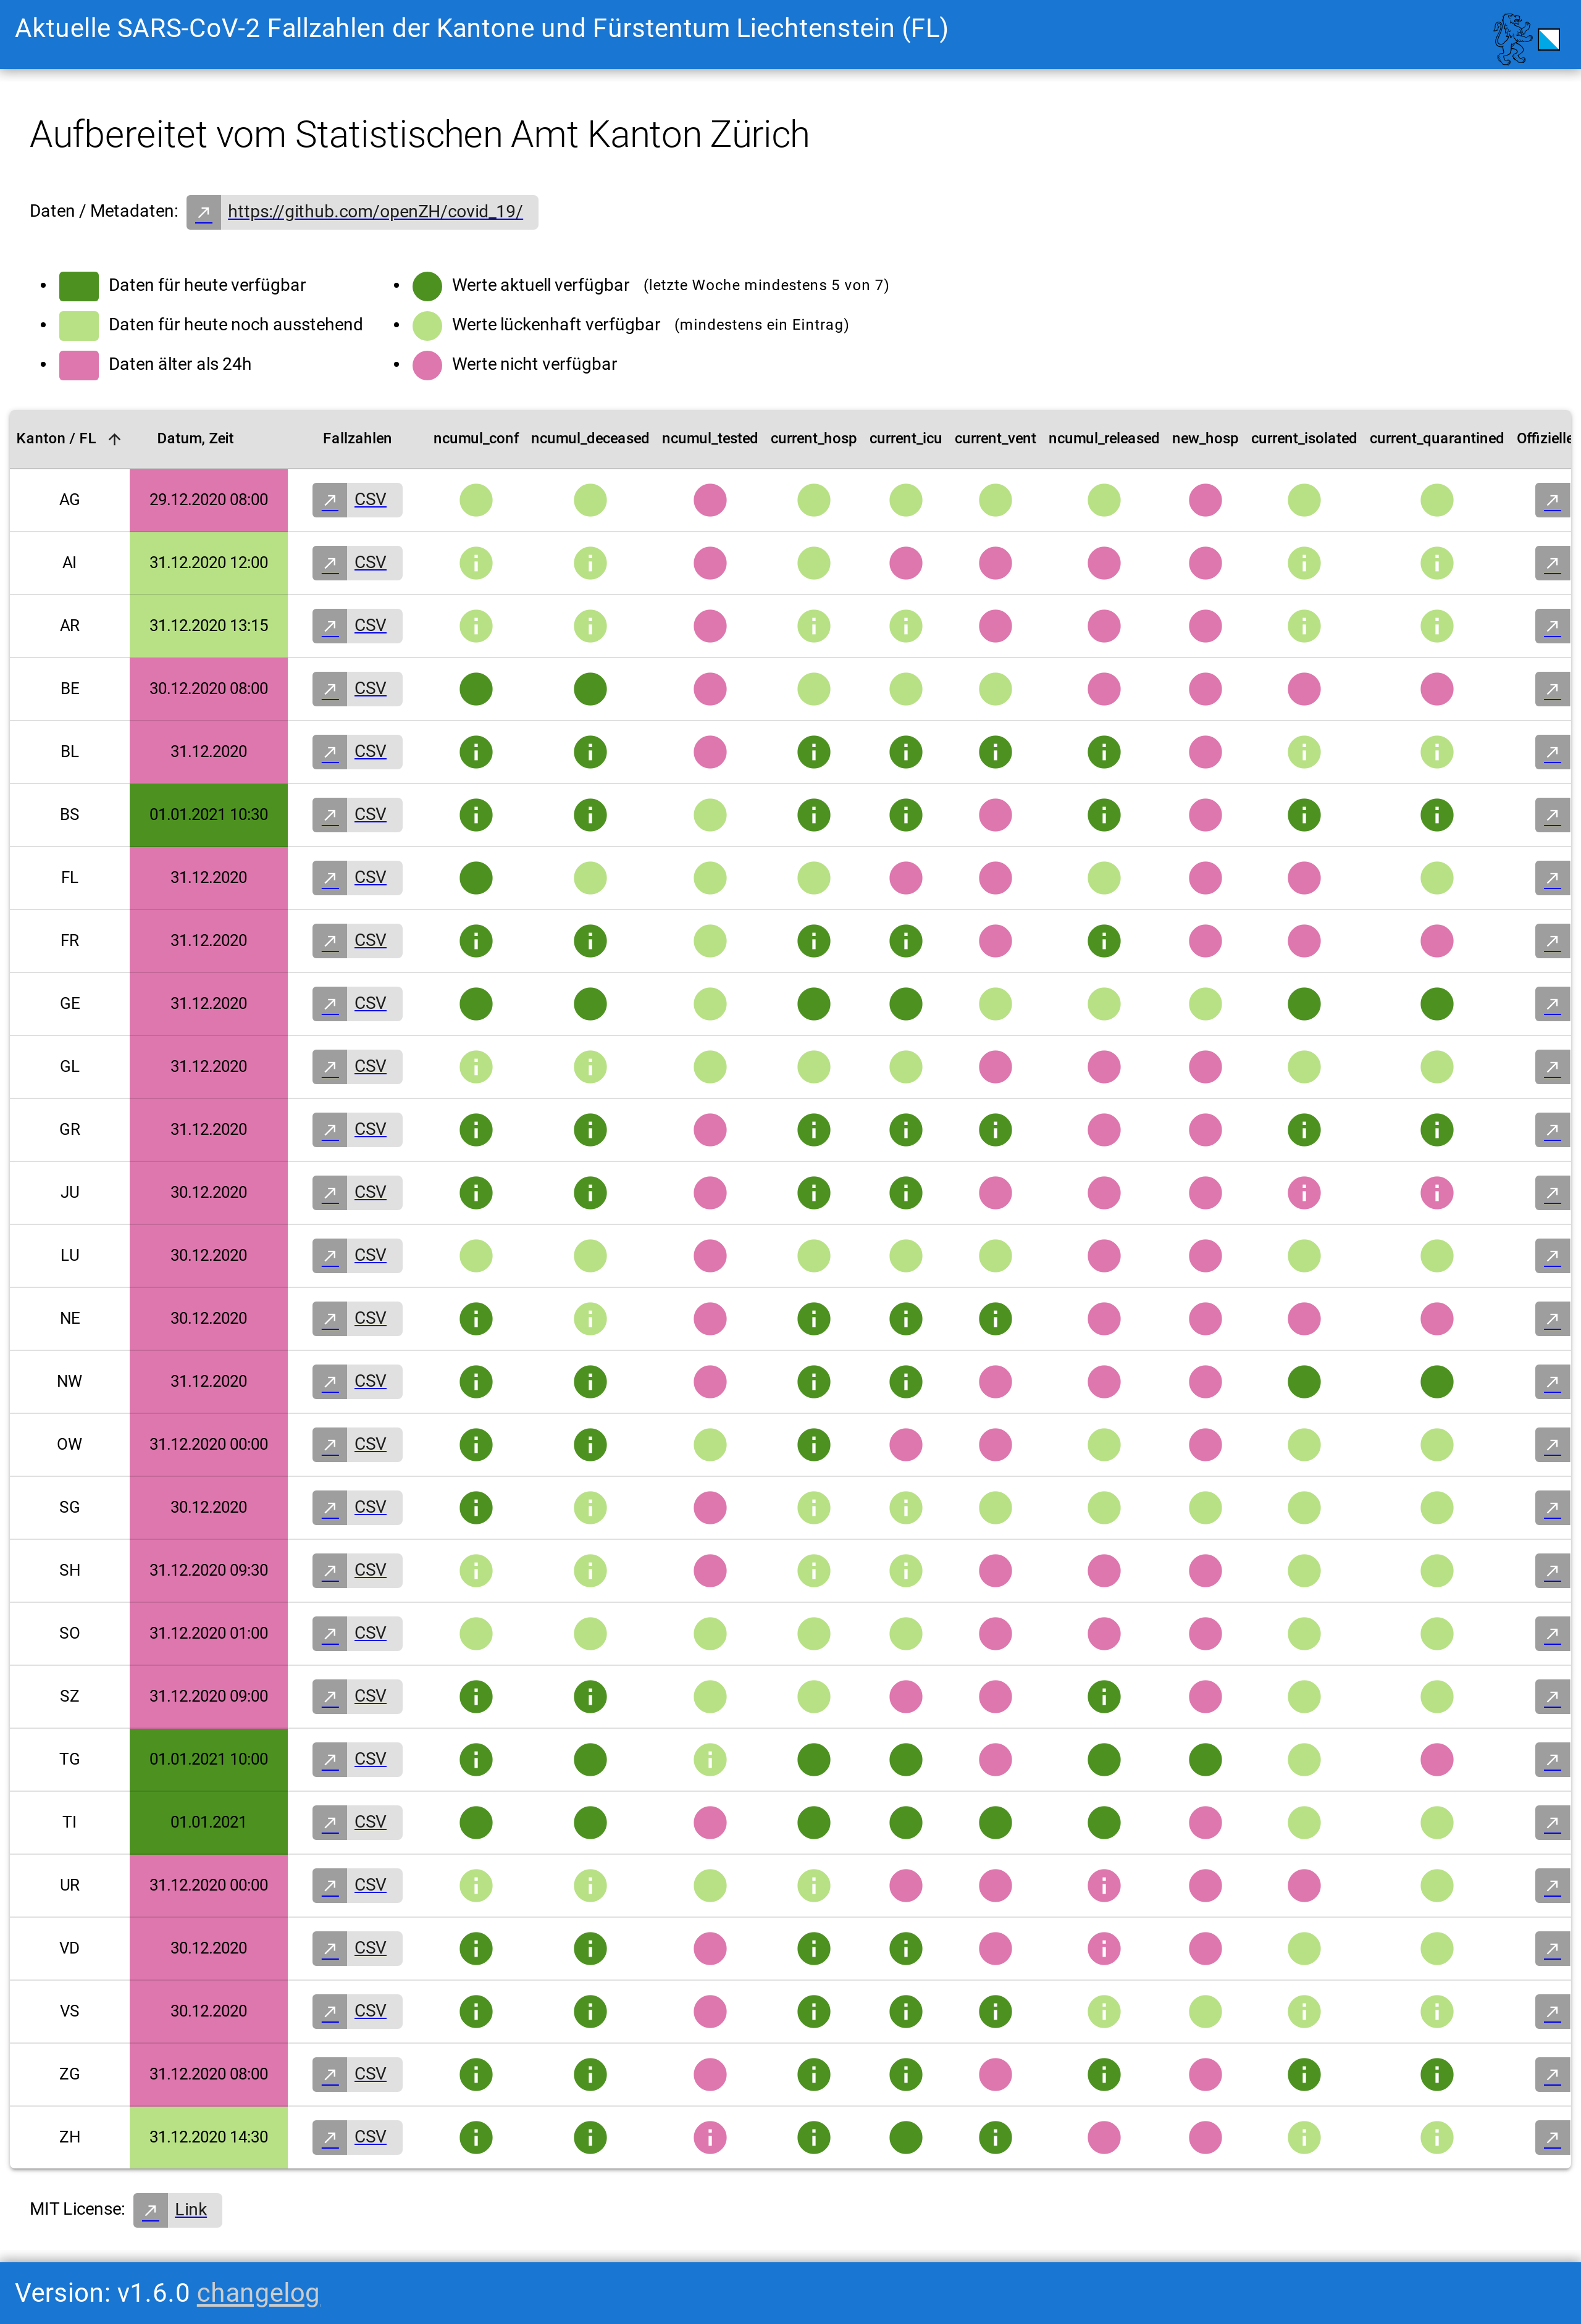 Aktuelle SARS-CoV-2 Fallzahlen der Kantone und Fürstentum Liechtenstein (FL)
Aufbereitet vom Statistischen Amt Kanton Zürich
Daten / Metadaten: https://github.com/openZH/covid_19/
Daten für heute verfügbar
Daten für heute noch ausstehend
Daten älter als 24h
Werte aktuell verfügbar (letzte Woche mindestens 5 von 7)
Werte lückenhaft verfügbar (mindestens ein Eintrag)
Werte nicht verfügbar
Kanton / FL Datum, Zeit Fallzahlen ncumul_conf ncumul_deceased ncumul_tested current_hosp current_icu current_vent ncumul_released new_hosp current_isolated current_quarantined Offizielle
AG 29.12.2020 08:00 CSV
AI 31.12.2020 12:00 CSV
AR 31.12.2020 13:15 CSV
BE 30.12.2020 08:00 CSV
BL 31.12.2020 CSV
BS 01.01.2021 10:30 CSV
FL 31.12.2020 CSV
FR 31.12.2020 CSV
GE 31.12.2020 CSV
GL 31.12.2020 CSV
GR 31.12.2020 CSV
JU 30.12.2020 CSV
LU 30.12.2020 CSV
NE 30.12.2020 CSV
NW 31.12.2020 CSV
OW 31.12.2020 00:00 CSV
SG 30.12.2020 CSV
SH 31.12.2020 09:30 CSV
SO 31.12.2020 01:00 CSV
SZ 31.12.2020 09:00 CSV
TG 01.01.2021 10:00 CSV
TI 01.01.2021 CSV
UR 31.12.2020 00:00 CSV
VD 30.12.2020 CSV
VS 30.12.2020 CSV
ZG 31.12.2020 08:00 CSV
ZH 31.12.2020 14:30 CSV
MIT License: Link
Version: v1.6.0 changelog